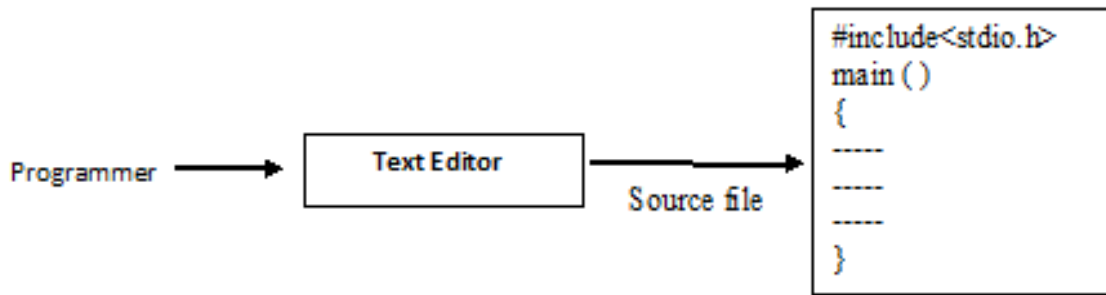 Programmer
Text Editor
Source file
#include<stdio.h>
main ( )
{
-----
-----
-----
}